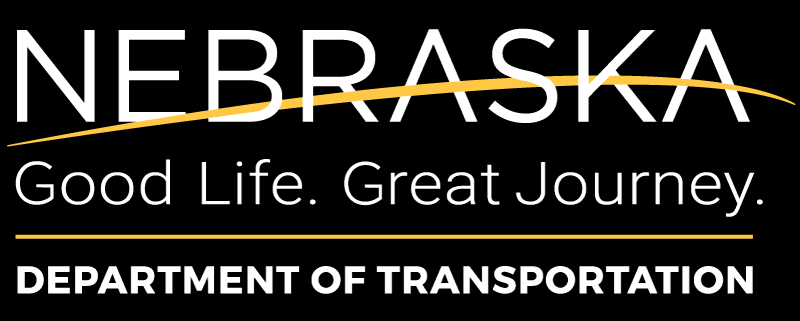 NEBRASKA
Good Life. Great Journey.
DEPARTMENT OF TRANSPORTATION